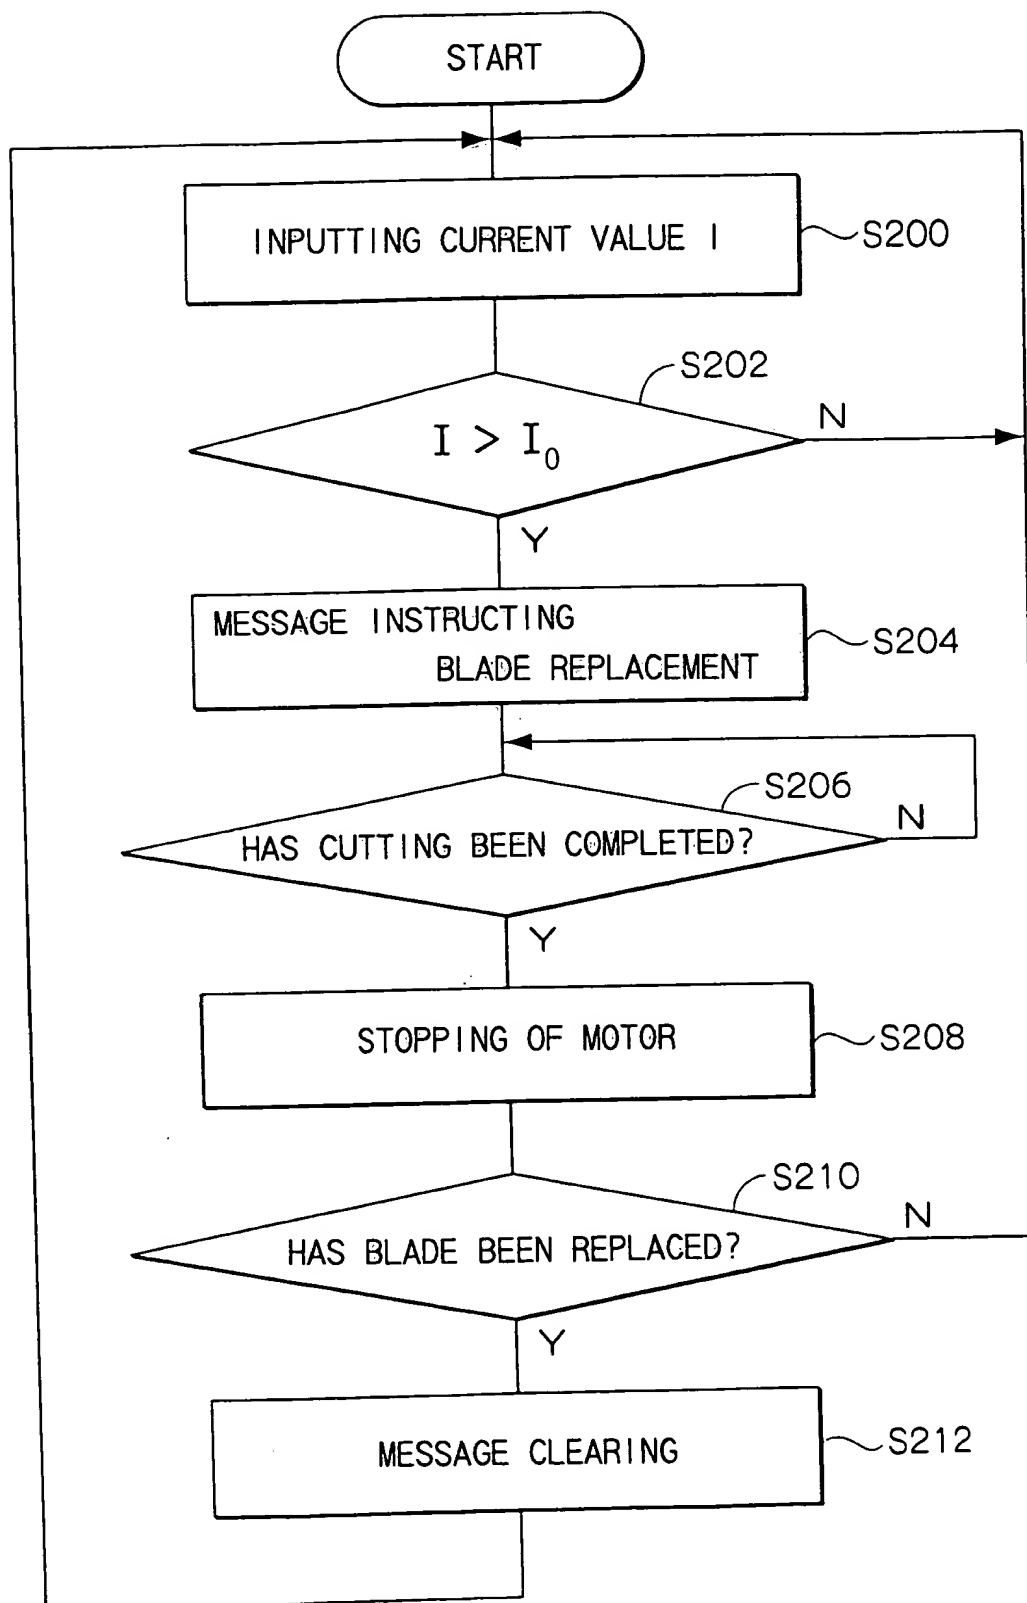 START
INPUTTING CURRENT VALUE I
S200
S202
I > I₀
N
Y
MESSAGE INSTRUCTING
BLADE REPLACEMENT
S204
S206
HAS CUTTING BEEN COMPLETED?
N
Y
STOPPING OF MOTOR
S208
S210
HAS BLADE BEEN REPLACED?
N
Y
MESSAGE CLEARING
S212